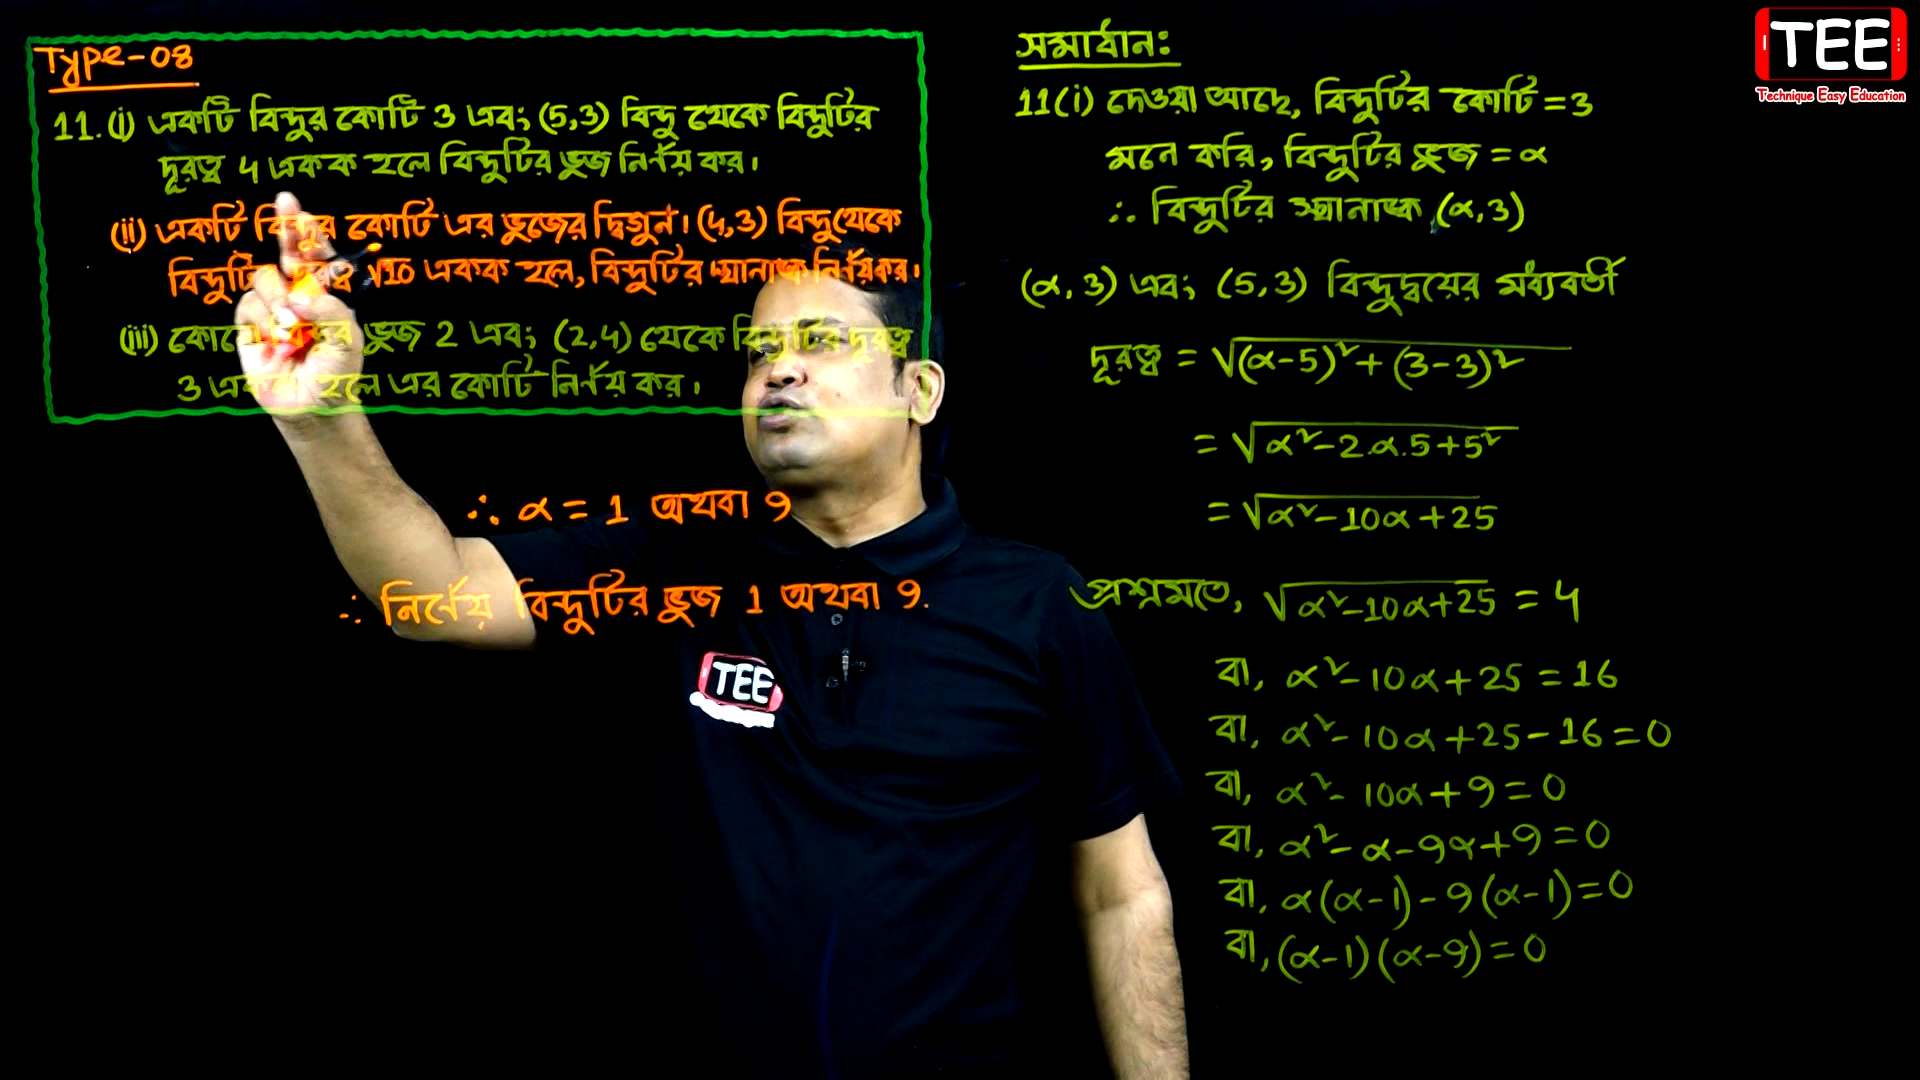 Type-08
11. (i) একটি বিন্দুর কোটি 3 এবং (5,3) বিন্দু থেকে বিন্দুটির
দূরত্ব 4 একক হলে বিন্দুটির ভুজ নির্ণয় কর।
(ii) একটি বিন্দুর কোটি এর ভুজের দ্বিগুন। (4,3) বিন্দু থেকে
বিন্দুটির দূরত্ব √10 একক হলে, বিন্দুটির স্থানাঙ্ক নির্ণয় কর।
(iii) কোনো বিন্দুর ভুজ 2 এবং (2,4) থেকে বিন্দুটির দূরত্ব
3 একক হলে এর কোটি নির্ণয় কর।
∴ α = 1 অথবা 9
∴ নির্ণেয় বিন্দুটির ভুজ 1 অথবা 9.
সমাধান:
11(i) দেওয়া আছে, বিন্দুটির কোটি = 3
মনে করি, বিন্দুটির ভুজ = α
∴ বিন্দুটির স্থানাঙ্ক (α,3)
(α, 3) এবং (5,3) বিন্দুদ্বয়ের মধ্যবর্তী
দূরত্ব = √(α-5)² + (3-3)²
= √α²-2.α.5+5²
= √α²-10α+25
প্রশ্নমতে, √α²-10α+25 = 4
বা, α²-10α+25 = 16
বা, α²-10α+25-16=0
বা, α²-10α+9=0
বা, α²-α-9α+9=0
বা, α(α-1)-9(α-1)=0
বা, (α-1)(α-9)=0
TEE
Technique Easy Education
TEE